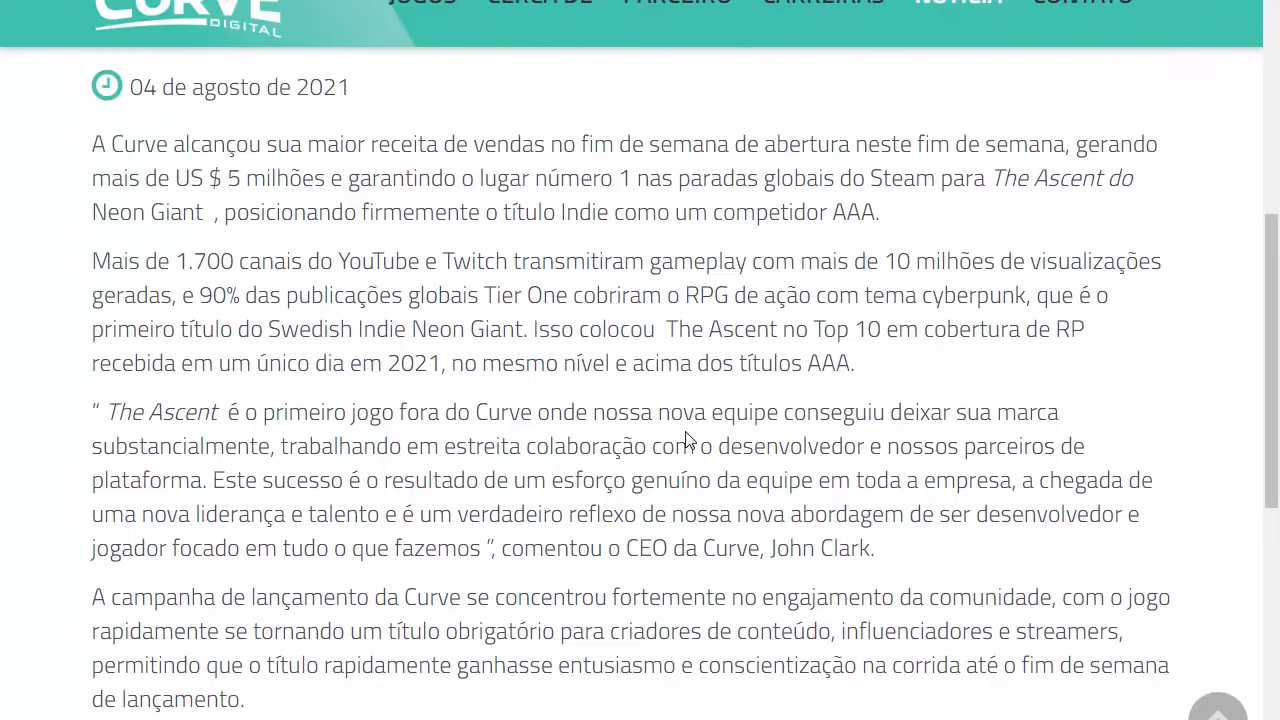 CURVE
DIGITAL
JOGOS CERCA DE PARCEIRO CARREIRAS NOTÍCIA CONTATO
04 de agosto de 2021
A Curve alcançou sua maior receita de vendas no fim de semana de abertura neste fim de semana, gerando
mais de US $ 5 milhões e garantindo o lugar número 1 nas paradas globais do Steam para The Ascent do
Neon Giant , posicionando firmemente o título Indie como um competidor AAA.
Mais de 1.700 canais do YouTube e Twitch transmitiram gameplay com mais de 10 milhões de visualizações
geradas, e 90% das publicações globais Tier One cobriram o RPG de ação com tema cyberpunk, que é o
primeiro título do Swedish Indie Neon Giant. Isso colocou The Ascent no Top 10 em cobertura de RP
recebida em um único dia em 2021, no mesmo nível e acima dos títulos AAA.
“ The Ascent é o primeiro jogo fora do Curve onde nossa nova equipe conseguiu deixar sua marca
substancialmente, trabalhando em estreita colaboração com o desenvolvedor e nossos parceiros de
plataforma. Este sucesso é o resultado de um esforço genuíno da equipe em toda a empresa, a chegada de
uma nova liderança e talento e é um verdadeiro reflexo de nossa nova abordagem de ser desenvolvedor e
jogador focado em tudo o que fazemos ”, comentou o CEO da Curve, John Clark.
A campanha de lançamento da Curve se concentrou fortemente no engajamento da comunidade, com o jogo
rapidamente se tornando um título obrigatório para criadores de conteúdo, influenciadores e streamers,
permitindo que o título rapidamente ganhasse entusiasmo e conscientização na corrida até o fim de semana
de lançamento.